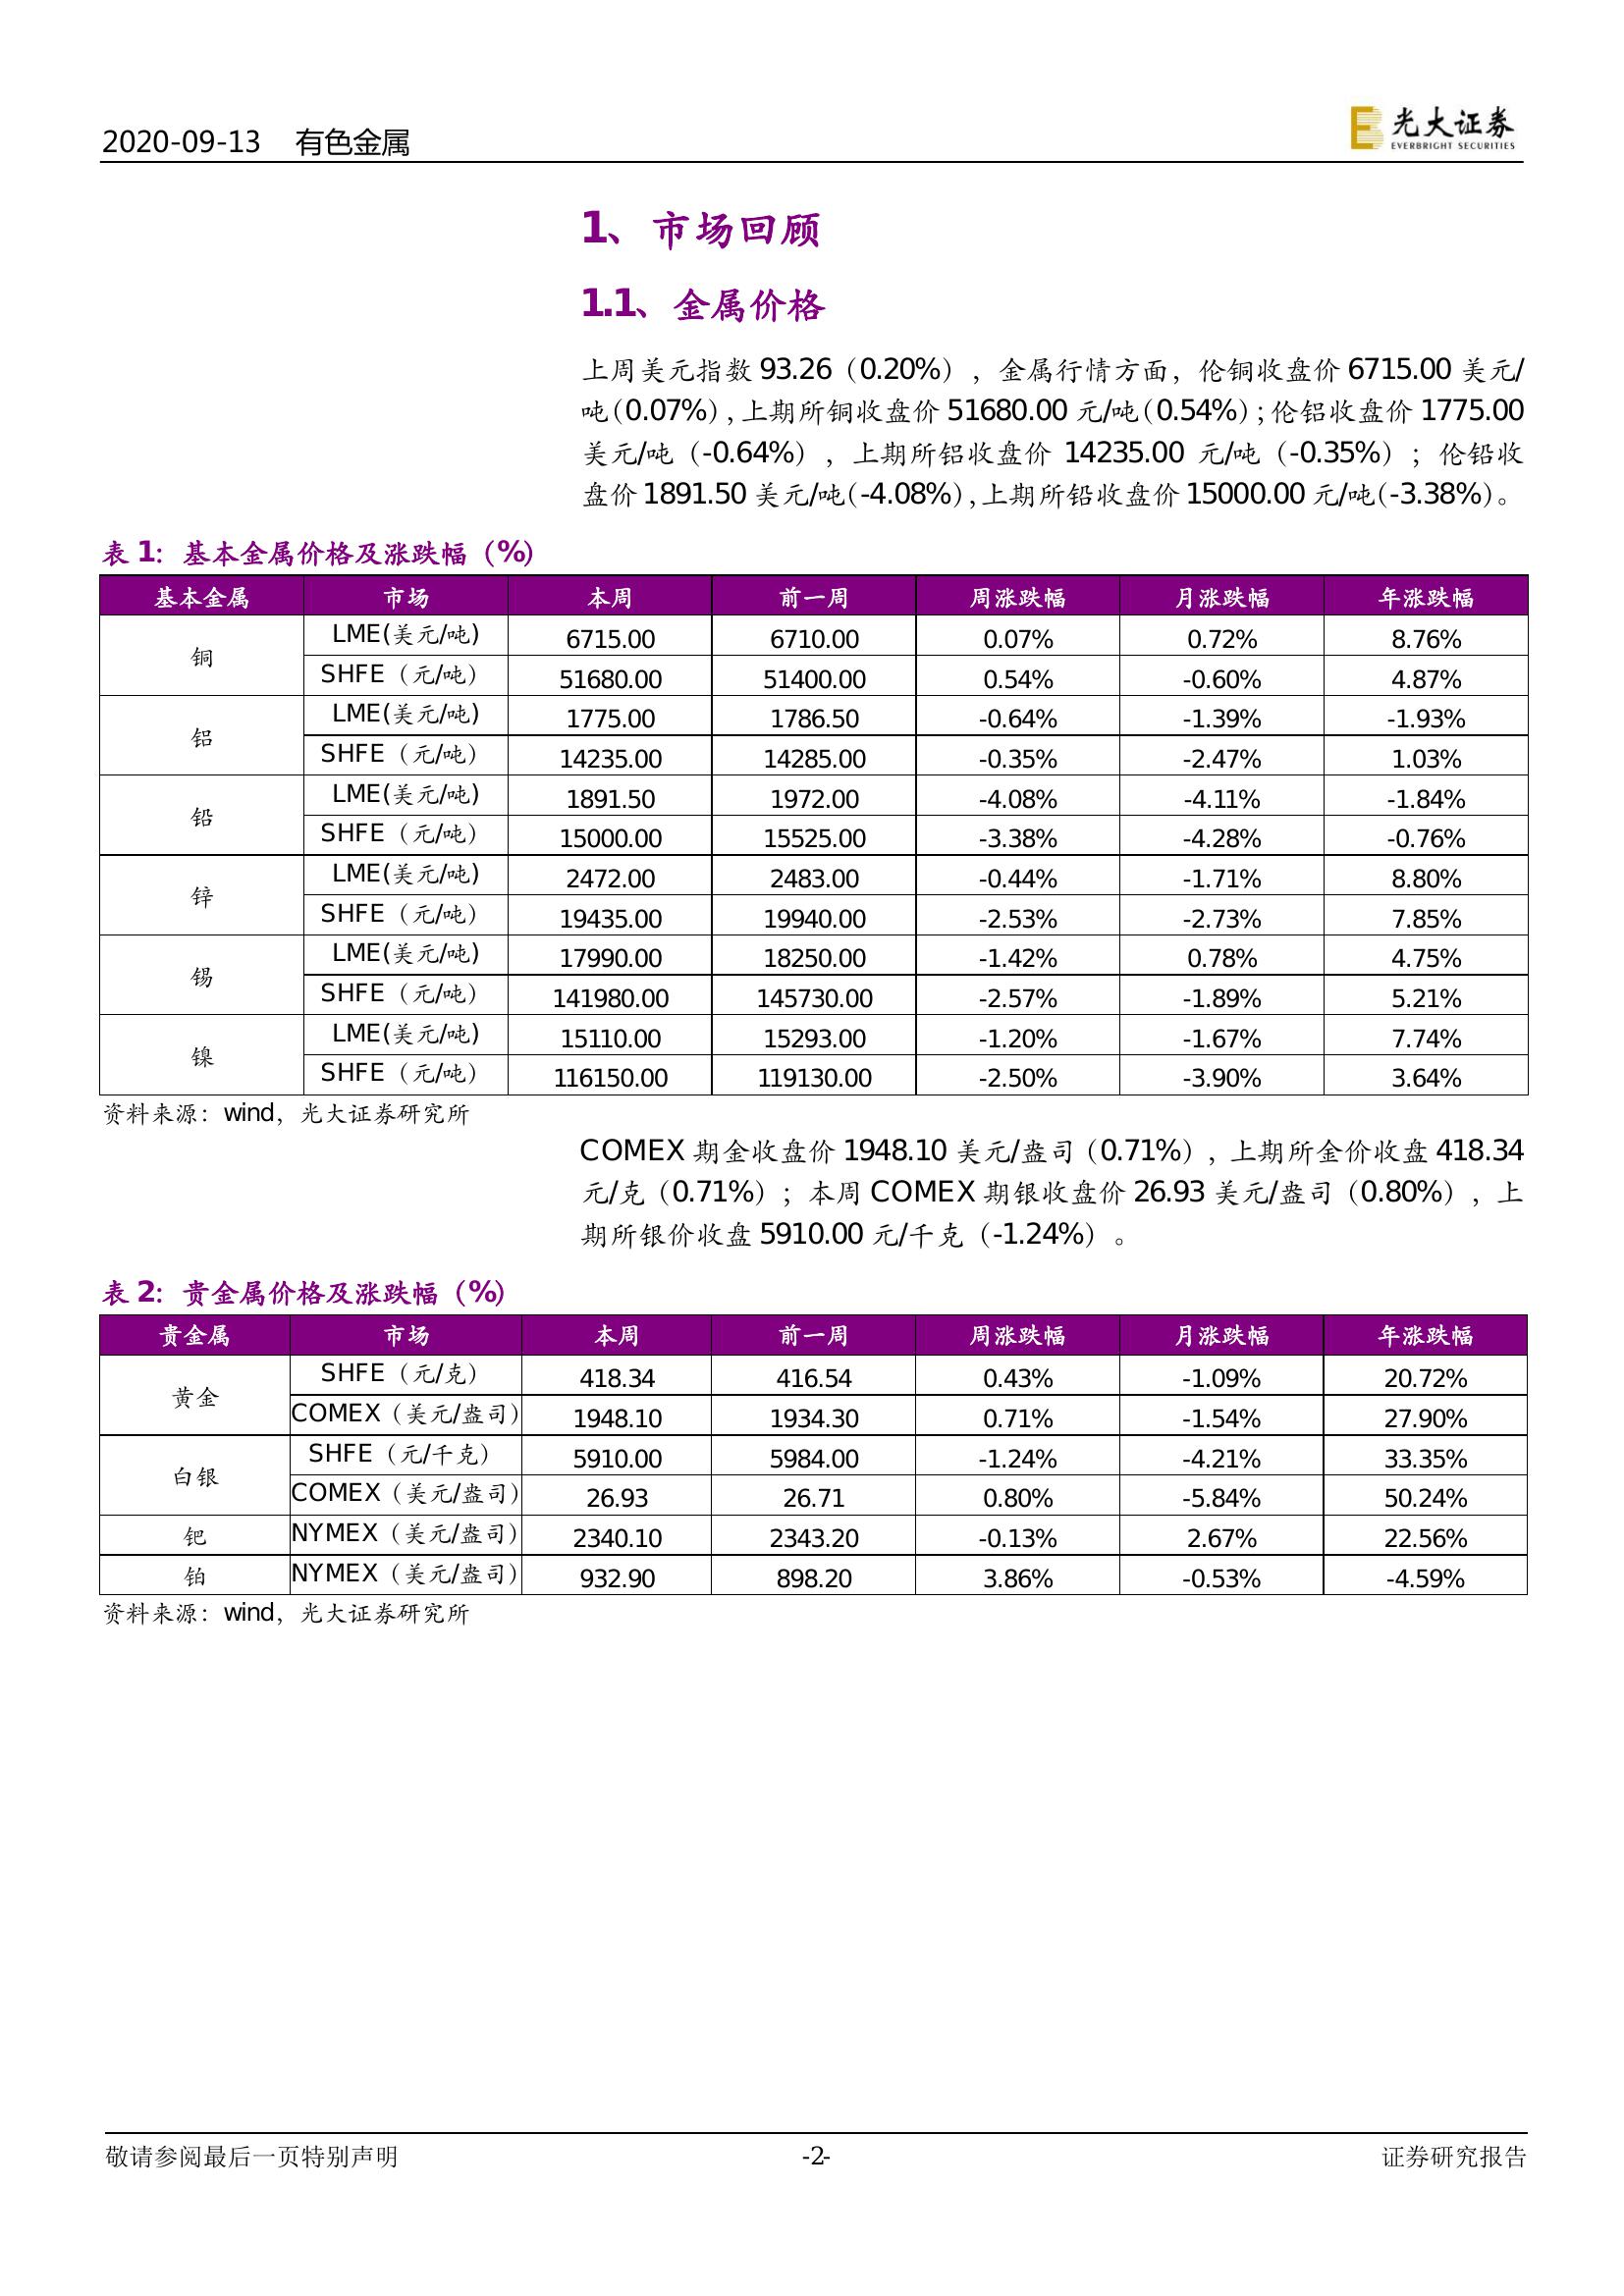 2020-09-13 有色金属
光大证券
EVERBRIGHT SECURITIES
1、市场回顾
1.1、金属价格
上周美元指数 93.26（0.20%），金属行情方面，伦铜收盘价 6715.00 美元/
吨（0.07%），上期所铜收盘价 51680.00 元/吨（0.54%）；伦铝收盘价 1775.00
美元/吨（-0.64%），上期所铝收盘价 14235.00 元/吨（-0.35%）；伦铅收
盘价 1891.50 美元/吨（-4.08%），上期所铅收盘价 15000.00 元/吨（-3.38%）。
表 1：基本金属价格及涨跌幅（%）
基本金属 市场 本周 前一周 周涨跌幅 月涨跌幅 年涨跌幅
铜 LME(美元/吨) 6715.00 6710.00 0.07% 0.72% 8.76%
SHFE（元/吨） 51680.00 51400.00 0.54% -0.60% 4.87%
铝 LME(美元/吨) 1775.00 1786.50 -0.64% -1.39% -1.93%
SHFE（元/吨） 14235.00 14285.00 -0.35% -2.47% 1.03%
铅 LME(美元/吨) 1891.50 1972.00 -4.08% -4.11% -1.84%
SHFE（元/吨） 15000.00 15525.00 -3.38% -4.28% -0.76%
锌 LME(美元/吨) 2472.00 2483.00 -0.44% -1.71% 8.80%
SHFE（元/吨） 19435.00 19940.00 -2.53% -2.73% 7.85%
锡 LME(美元/吨) 17990.00 18250.00 -1.42% 0.78% 4.75%
SHFE（元/吨） 141980.00 145730.00 -2.57% -1.89% 5.21%
镍 LME(美元/吨) 15110.00 15293.00 -1.20% -1.67% 7.74%
SHFE（元/吨） 116150.00 119130.00 -2.50% -3.90% 3.64%
资料来源：wind，光大证券研究所
COMEX 期金收盘价 1948.10 美元/盎司（0.71%），上期所金价收盘 418.34
元/克（0.71%）；本周 COMEX 期银收盘价 26.93 美元/盎司（0.80%），上
期所银价收盘 5910.00 元/千克（-1.24%）。
表 2：贵金属价格及涨跌幅（%）
贵金属 市场 本周 前一周 周涨跌幅 月涨跌幅 年涨跌幅
黄金 SHFE（元/克） 418.34 416.54 0.43% -1.09% 20.72%
COMEX（美元/盎司） 1948.10 1934.30 0.71% -1.54% 27.90%
白银 SHFE（元/千克） 5910.00 5984.00 -1.24% -4.21% 33.35%
COMEX（美元/盎司） 26.93 26.71 0.80% -5.84% 50.24%
钯 NYMEX（美元/盎司） 2340.10 2343.20 -0.13% 2.67% 22.56%
铂 NYMEX（美元/盎司） 932.90 898.20 3.86% -0.53% -4.59%
资料来源：wind，光大证券研究所
敬请参阅最后一页特别声明 -2- 证券研究报告